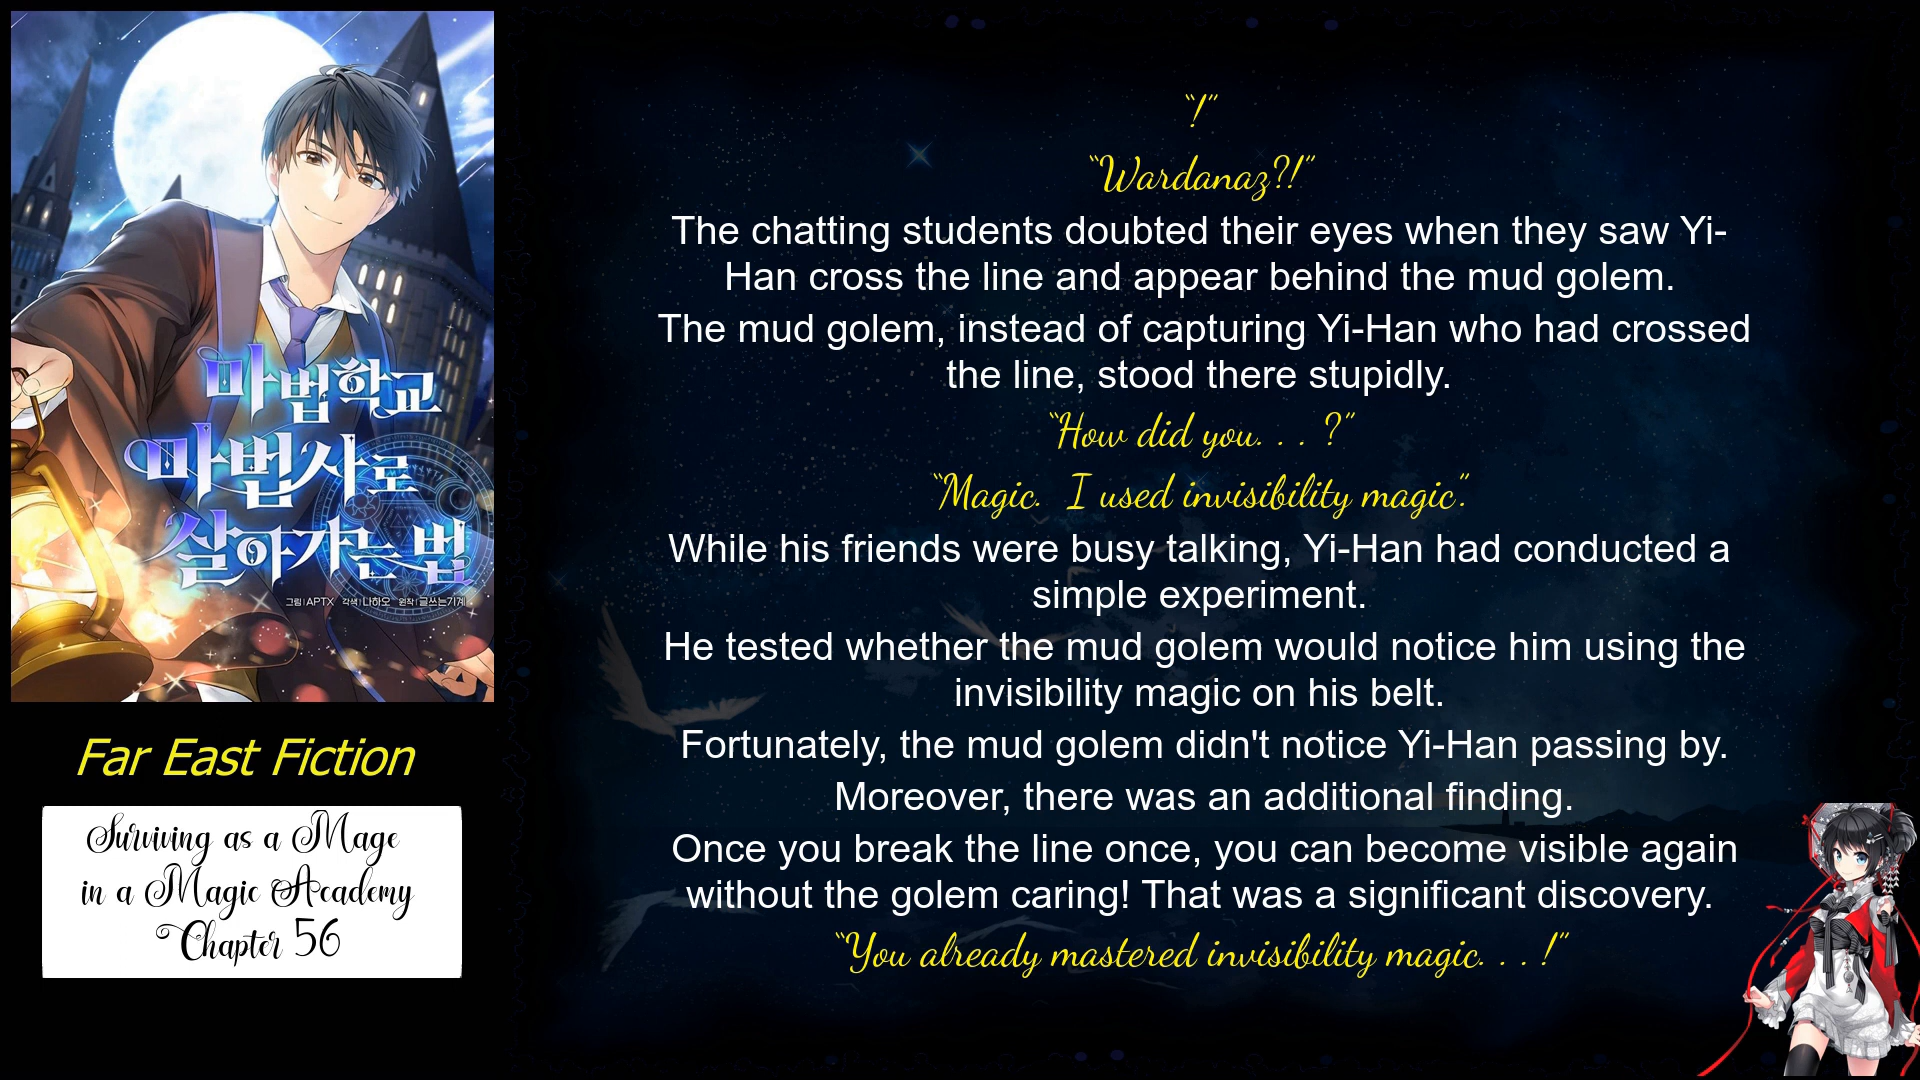 마법학교
마법사로
살아가는 법
그림|APTX 각색|나하오 원작|글쓰는기계
Far East Fiction
Surviving as a Mage
in a Magic Academy
Chapter 56
“!”
“Wardanaz?!”
The chatting students doubted their eyes when they saw Yi-
Han cross the line and appear behind the mud golem.
The mud golem, instead of capturing Yi-Han who had crossed
the line, stood there stupidly.
“How did you. . . ?”
“Magic. I used invisibility magic.”
While his friends were busy talking, Yi-Han had conducted a
simple experiment.
He tested whether the mud golem would notice him using the
invisibility magic on his belt.
Fortunately, the mud golem didn't notice Yi-Han passing by.
Moreover, there was an additional finding.
Once you break the line once, you can become visible again
without the golem caring! That was a significant discovery.
“You already mastered invisibility magic. . . !”